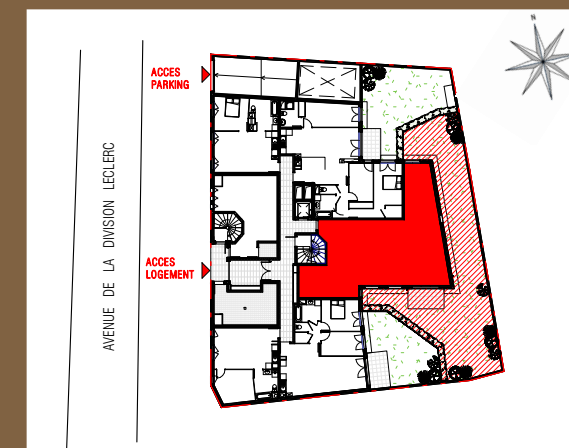 N
ACCES
PARKING
AVENUE DE LA DIVISION LECLERC
ACCES
LOGEMENT